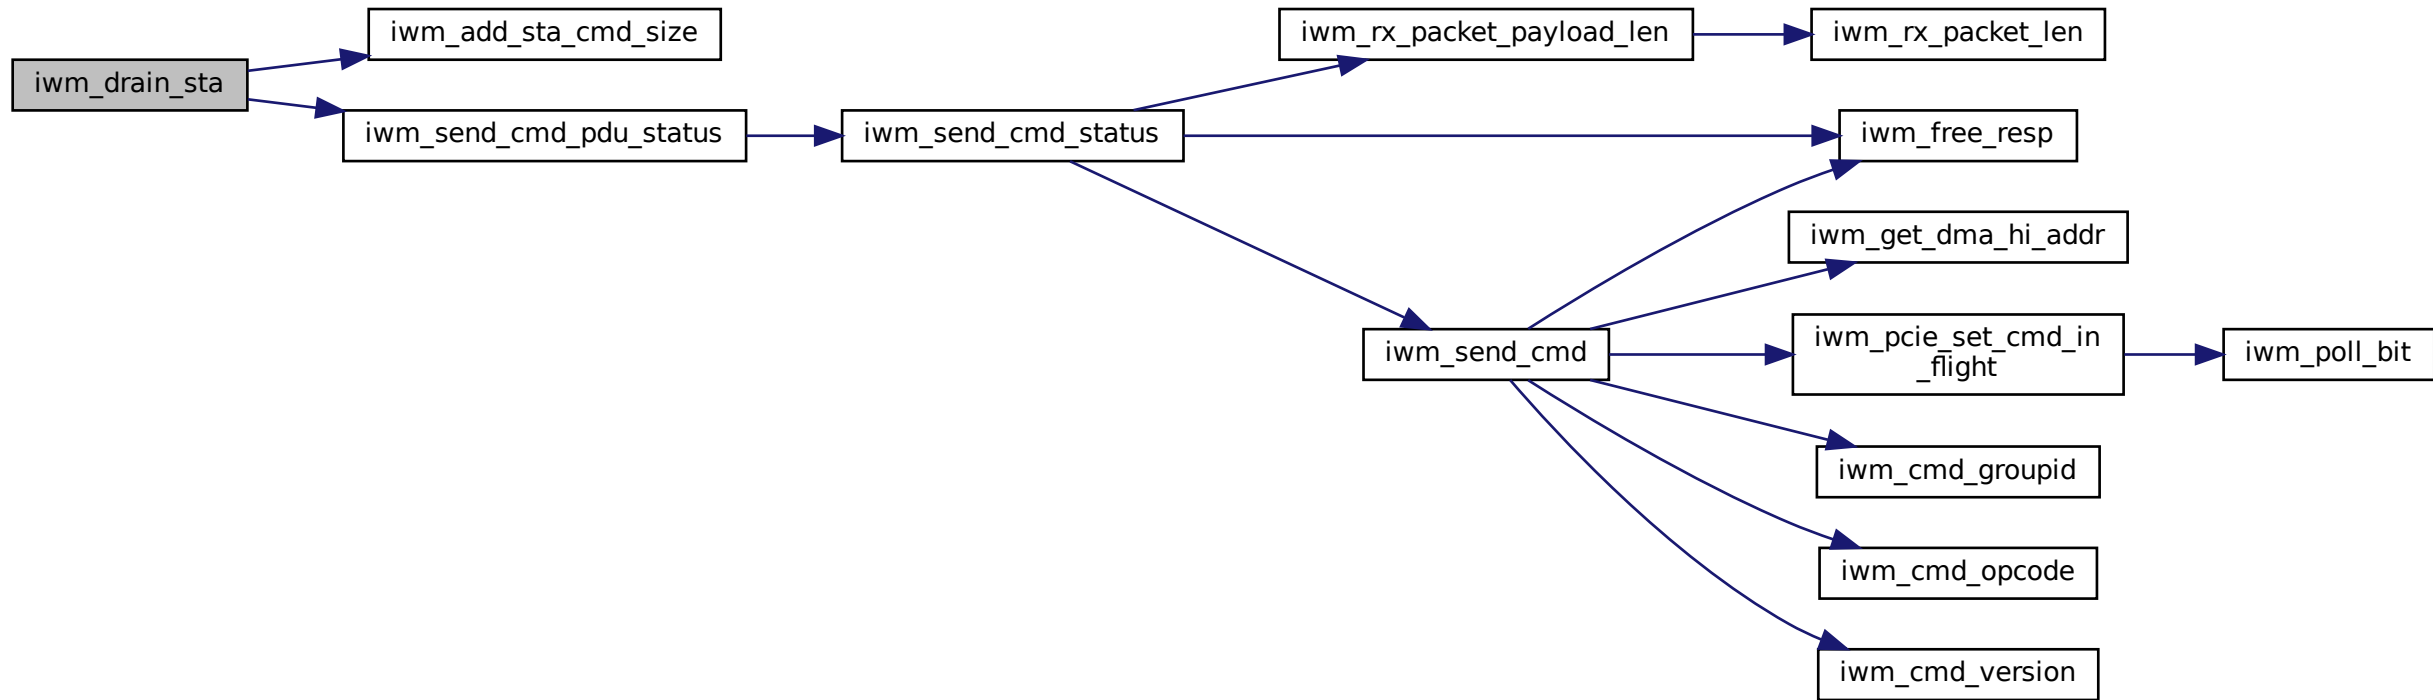 iwm_drain_sta
iwm_add_sta_cmd_size
iwm_send_cmd_pdu_status
iwm_send_cmd_status
iwm_rx_packet_payload_len
iwm_rx_packet_len
iwm_free_resp
iwm_send_cmd
iwm_get_dma_hi_addr
iwm_pcie_set_cmd_in
_flight
iwm_poll_bit
iwm_cmd_groupid
iwm_cmd_opcode
iwm_cmd_version